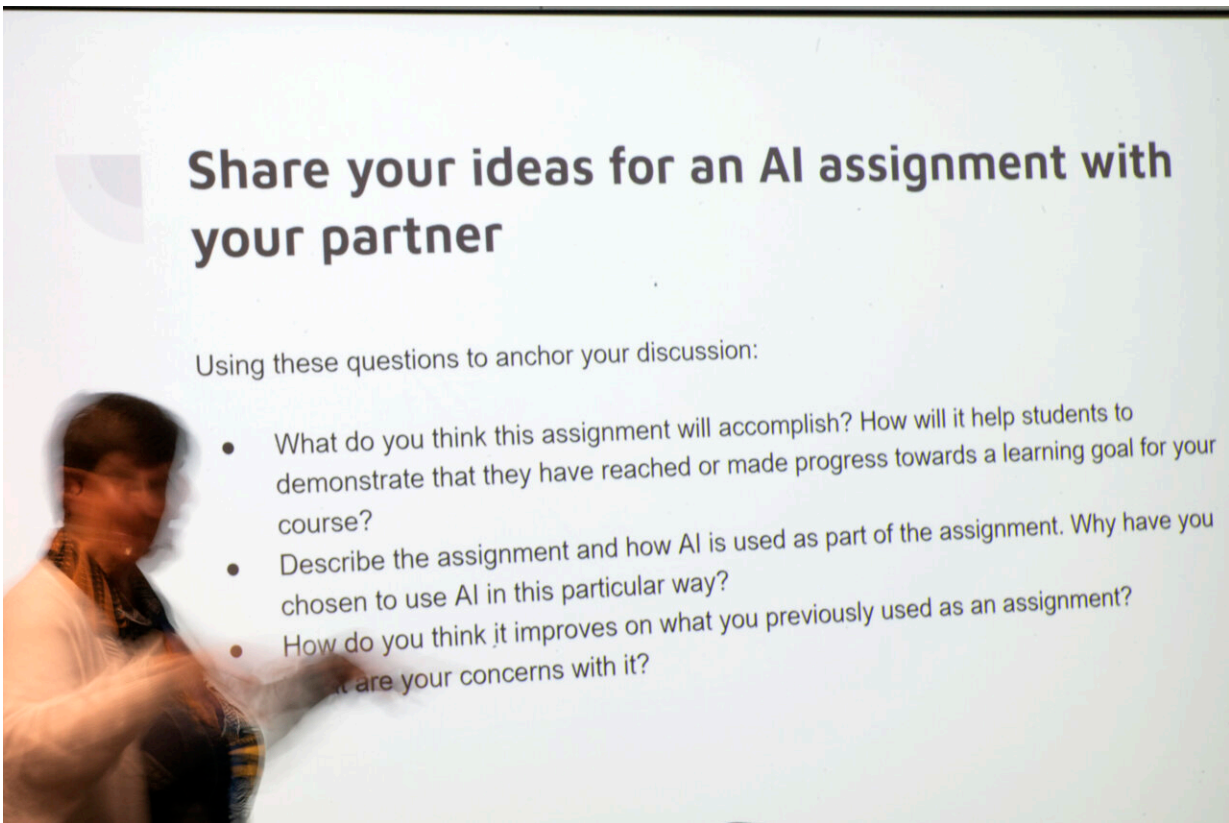 Share your ideas for an AI assignment with
your partner
Using these questions to anchor your discussion:
• What do you think this assignment will accomplish? How will it help students to
demonstrate that they have reached or made progress towards a learning goal for your
course?
• Describe the assignment and how AI is used as part of the assignment. Why have you
chosen to use AI in this particular way?
• How do you think it improves on what you previously used as an assignment?
are your concerns with it?